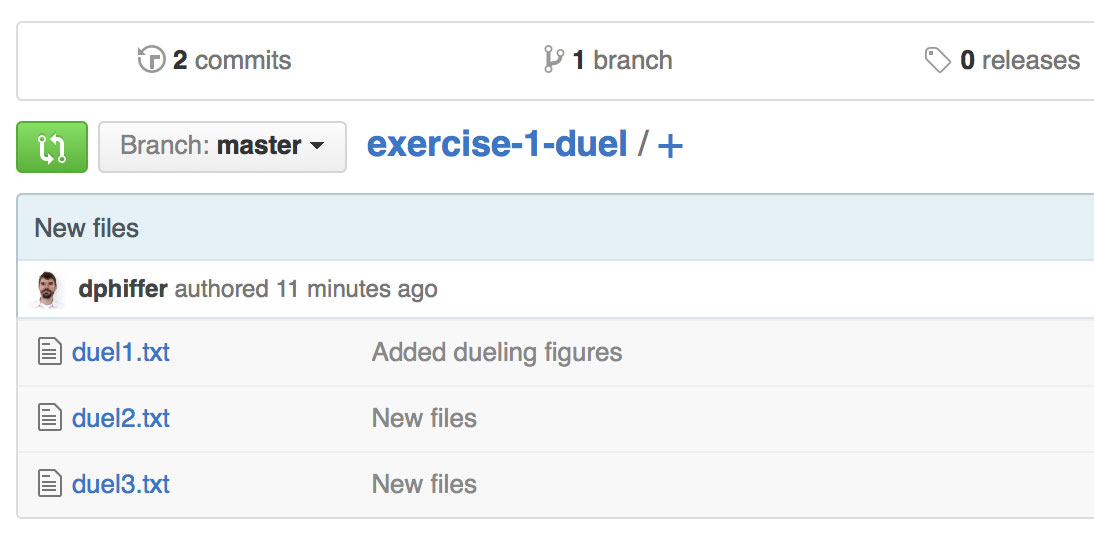 2 commits 1 branch 0 releases
Branch: master exercise-1-duel / +
New files
dphiffer authored 11 minutes ago
duel1.txt Added dueling figures
duel2.txt New files
duel3.txt New files